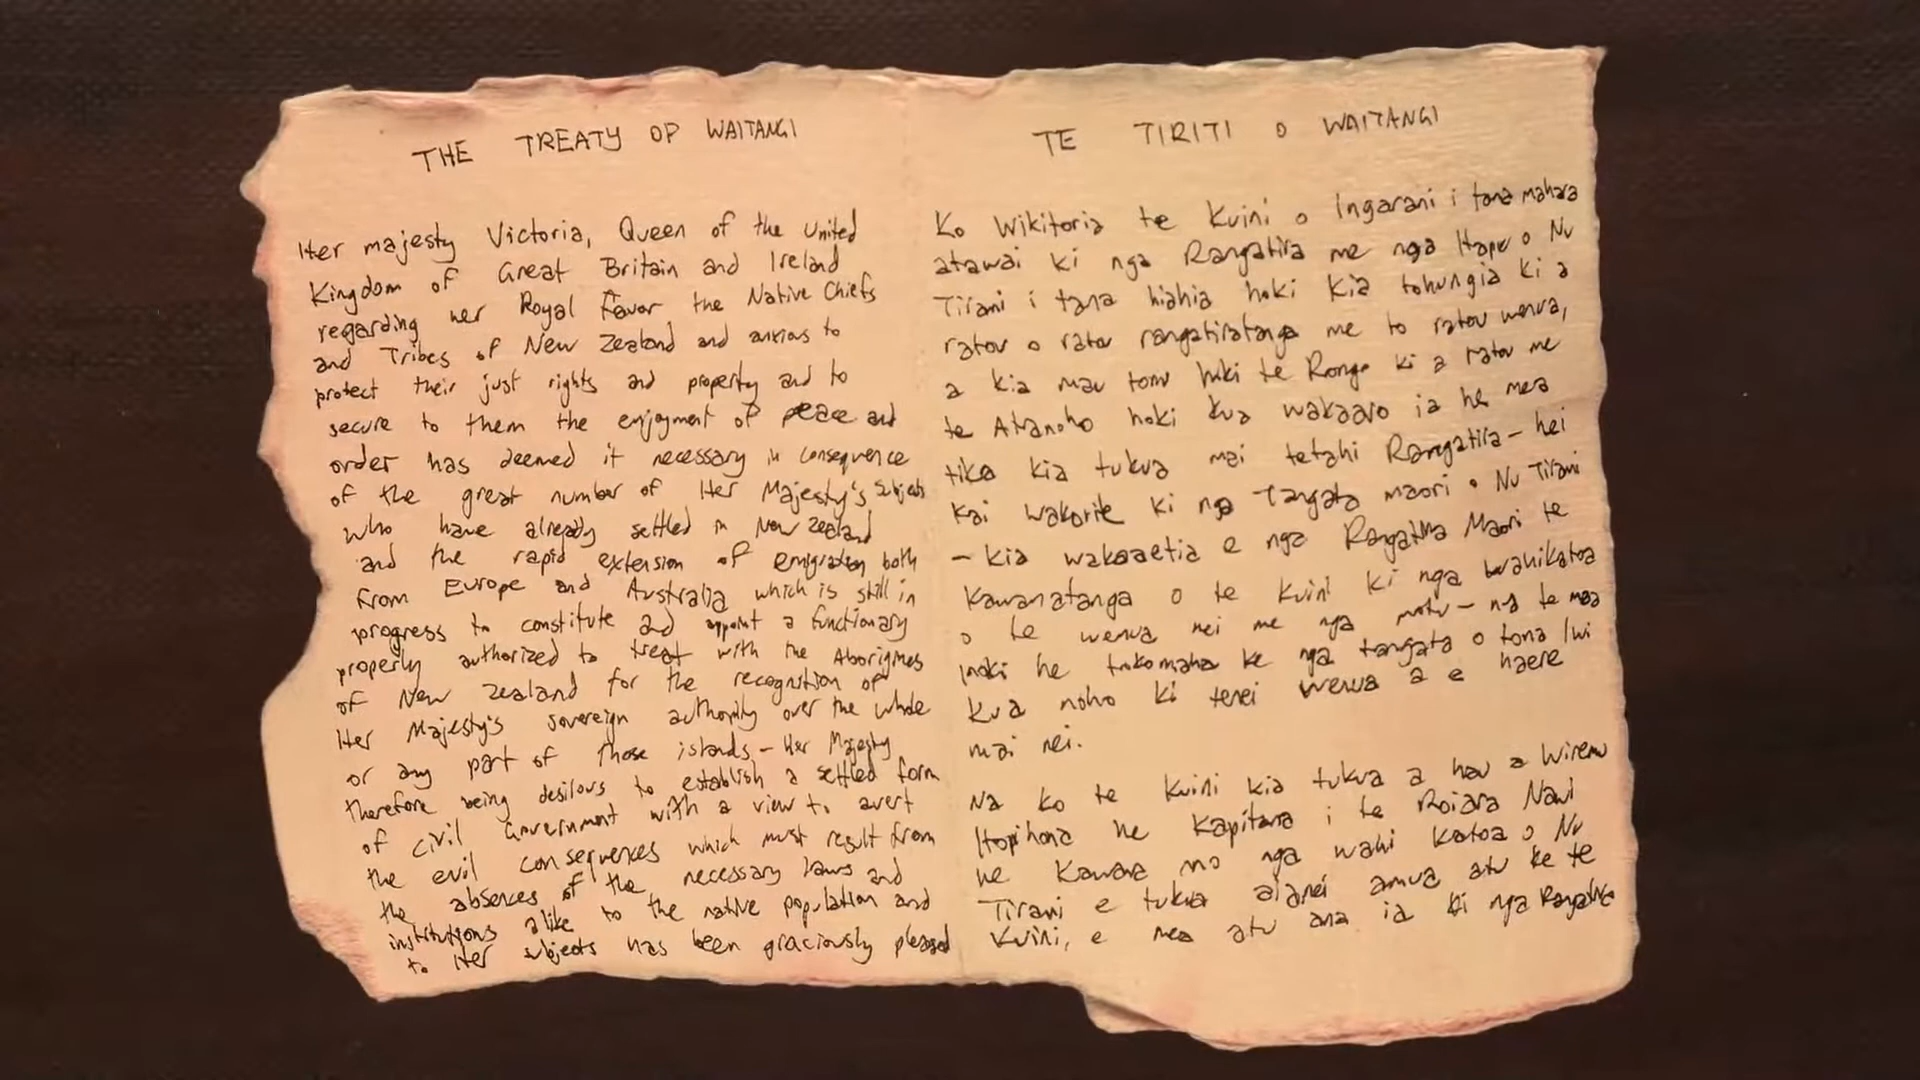 THE TREATY OF WAITANGI
Her majesty Victoria, Queen of the United
Kingdom of Great Britain and Ireland
regarding her Royal Favor the Native Chiefs
and Tribes of New Zealand and anxious to
protect their just rights and property and to
secure to them the enjoyment of peace and
order has deemed it necessary in consequence
of the great number of Her Majesty's Subjects
who have already settled in New Zealand
and the rapid extension of emigration both
from Europe and Australia which is still in
progress to constitute and appoint a functionary
properly authorized to treat with the Aborigines
of New Zealand for the recognition of
Her Majesty's sovereign authority over the whole
or any part of those islands – Her Majesty
therefore being desirous to establish a settled form
of civil Government with a view to avert
the evil consequences which must result from
the absences of the necessary laws and
institutions alike to the native population and
to Her subjects has been graciously pleased
TE TIRITI O WAITANGI
Ko Wikitoria te Kuini o Ingarani i tana mahara
atawai ki nga Rangatira me nga Hapu o Nu
Tirani i tana hiahia hoki kia tohungia ki a
ratou o ratou rangatiratanga me to ratou wenua,
a kia mau tonu hiki te Rongo ki a ratou me
te Atanoho hoki kua wakaaro ia he mea
tika kia tukua mai tetahi Rangatira – hei
kai wakarite ki nga Tangata maori o Nu Tirani
– kia wakaaetia e nga Rangatira Maori te
Kawanatanga o te Kuini ki nga wahikatoa
o te wenua nei me nga motu – na te mea
hoki he tokomaha ke nga tangata o tona Iwi
Kua noho ki tenei wenua a e haere
mai nei.
Na ko te Kuini kia tukua a hau a Wiremu
Hopihona he Kapitana i te Roiara Nawi
he Kawana mo nga wahi katoa o Nu
Tirani e tukua aianei amua atu ke te
Kuini, e mea atu ana ia ki nga Rangatira